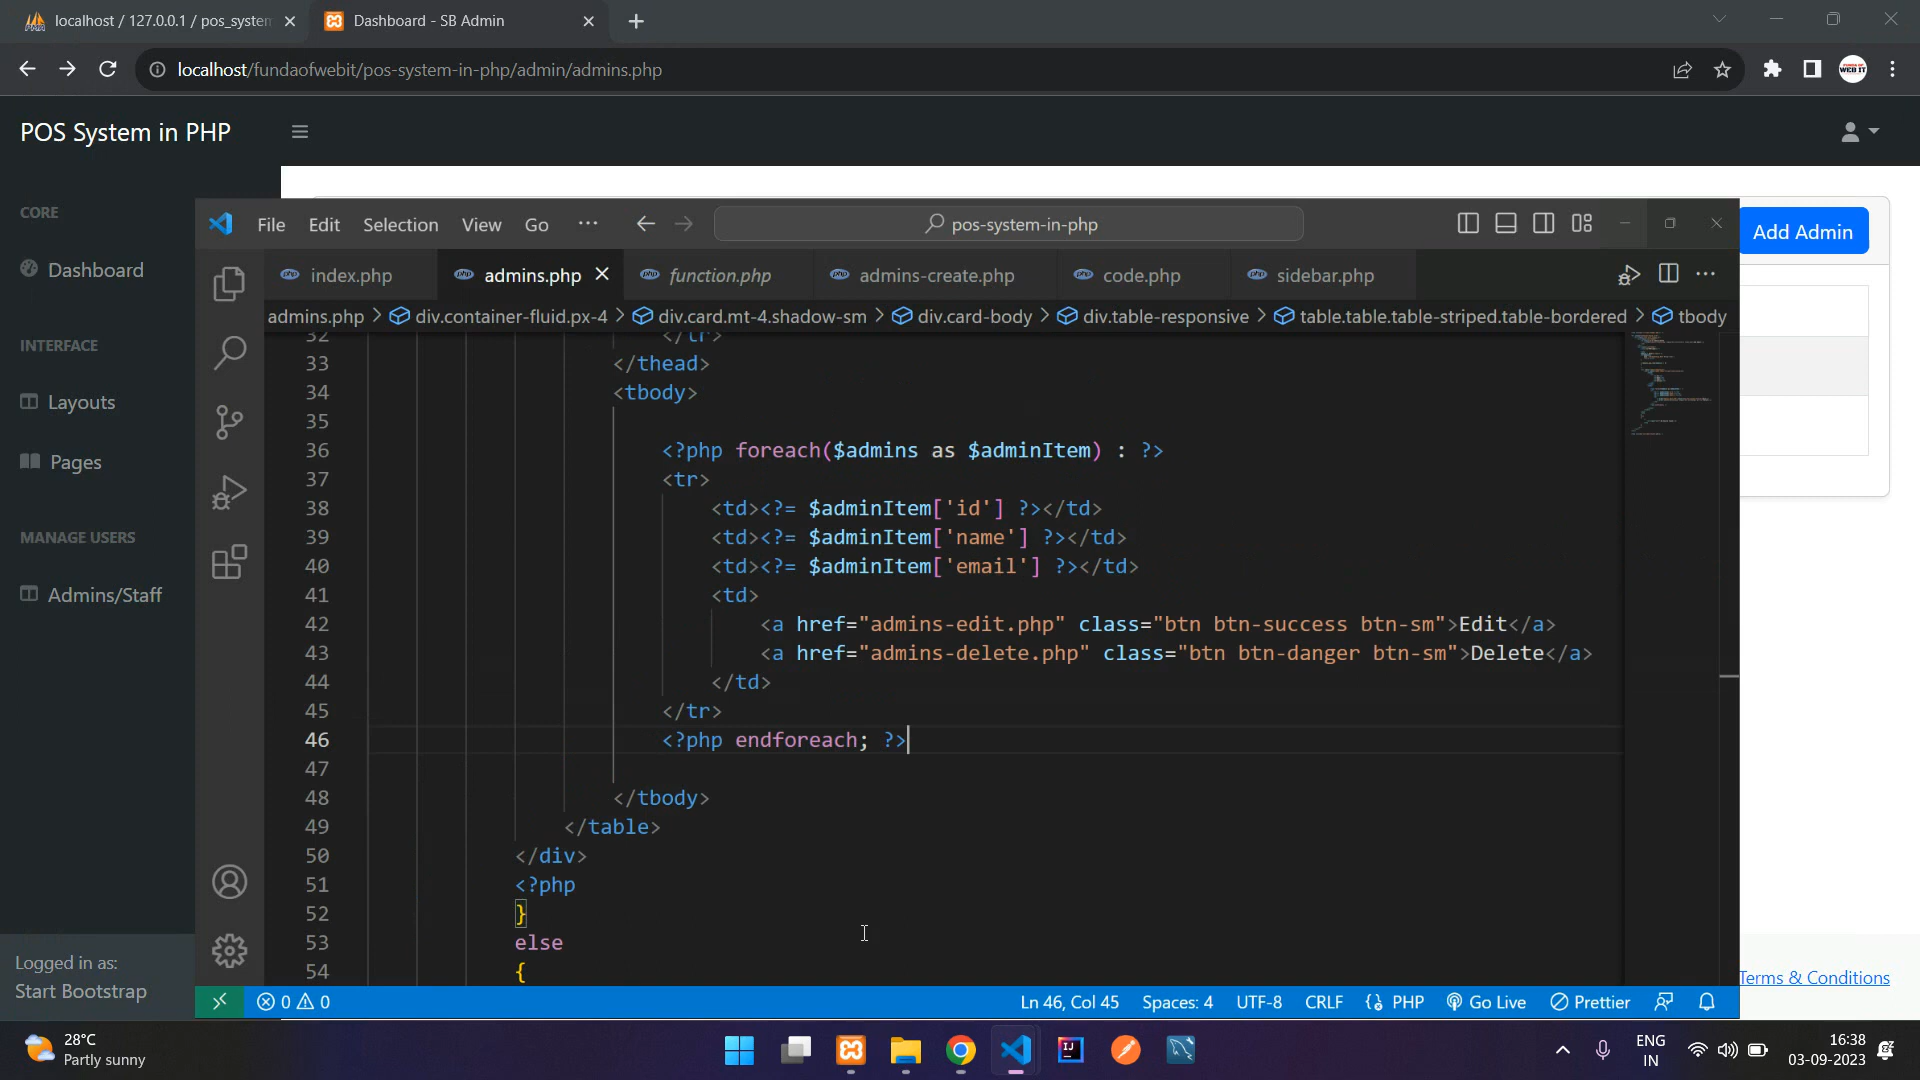 localhost / 127.0.0.1 / pos_system
Dashboard - SB Admin
localhost/fundaofwebit/pos-system-in-php/admin/admins.php
WEB IT
POS System in PHP
CORE
Dashboard
INTERFACE
Layouts
Pages
MANAGE USERS
Admins/Staff
Logged in as:
Start Bootstrap
Add Admin
Terms & Conditions
File Edit Selection View Go ··· pos-system-in-php
index.php admins.php function.php admins-create.php code.php sidebar.php
admins.php > div.container-fluid.px-4 > div.card.mt-4.shadow-sm > div.card-body > div.table-responsive > table.table.table-striped.table-bordered > tbody
32 </tr>
33 </thead>
34 <tbody>
35
36 <?php foreach($admins as $adminItem) : ?>
37 <tr>
38 <td><?= $adminItem['id'] ?></td>
39 <td><?= $adminItem['name'] ?></td>
40 <td><?= $adminItem['email'] ?></td>
41 <td>
42 <a href="admins-edit.php" class="btn btn-success btn-sm">Edit</a>
43 <a href="admins-delete.php" class="btn btn-danger btn-sm">Delete</a>
44 </td>
45 </tr>
46 <?php endforeach; ?>
47
48 </tbody>
49 </table>
50 </div>
51 <?php
52 }
53 else
54 {
0 0 Ln 46, Col 45 Spaces: 4 UTF-8 CRLF PHP Go Live Prettier
28°C
Partly sunny
ENG
IN
16:38
03-09-2023